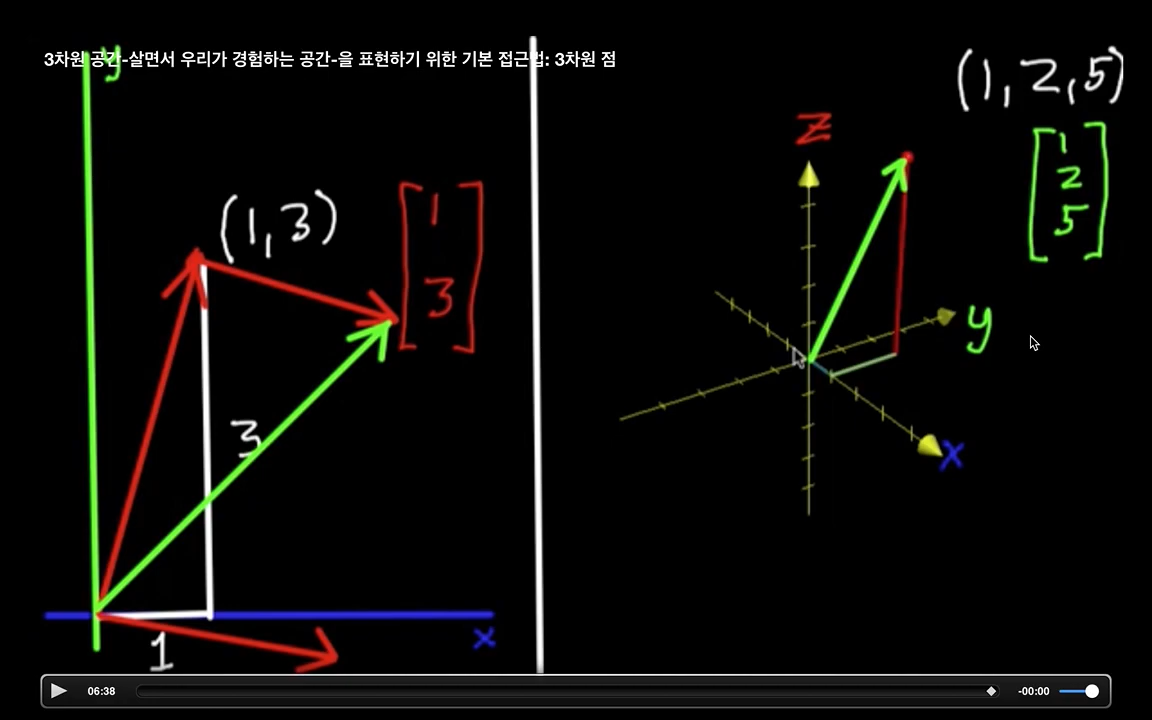 3차원 공간-살면서 우리가 경험하는 공간-을 표현하기 위한 기본 접근법: 3차원 점
y
(1,3)
[1
3]
3
1
x
(1,2,5)
[1
2
5]
z
y
x
06:38
-00:00